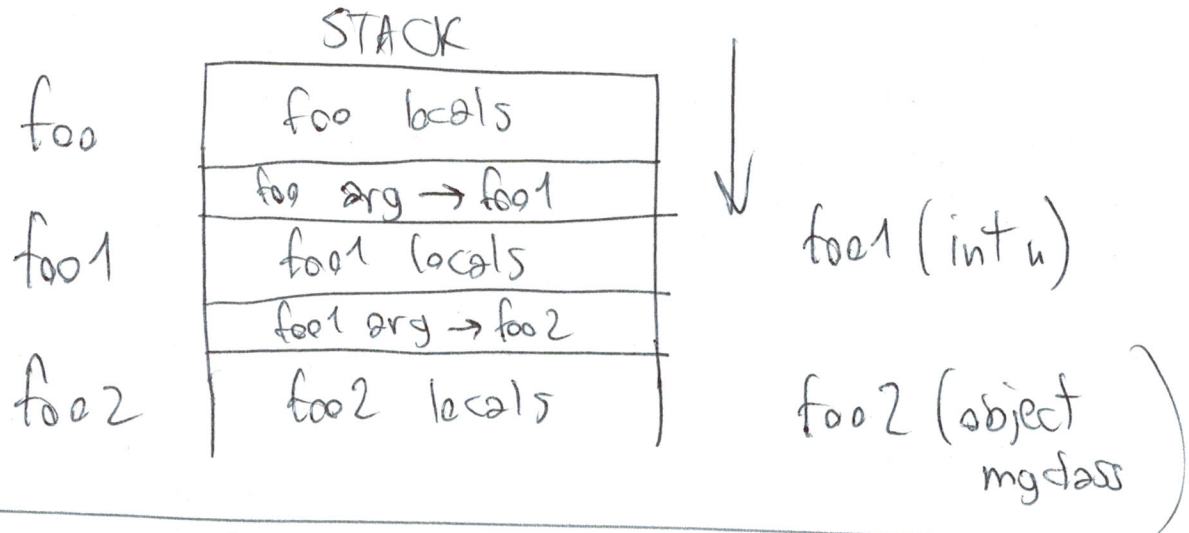 STACK
foo
foo locals
foo arg → foo1
foo1
foo1 locals
foo1 (int n)
foo1 arg → foo2
foo2
foo2 locals
foo2 (object
myclass)